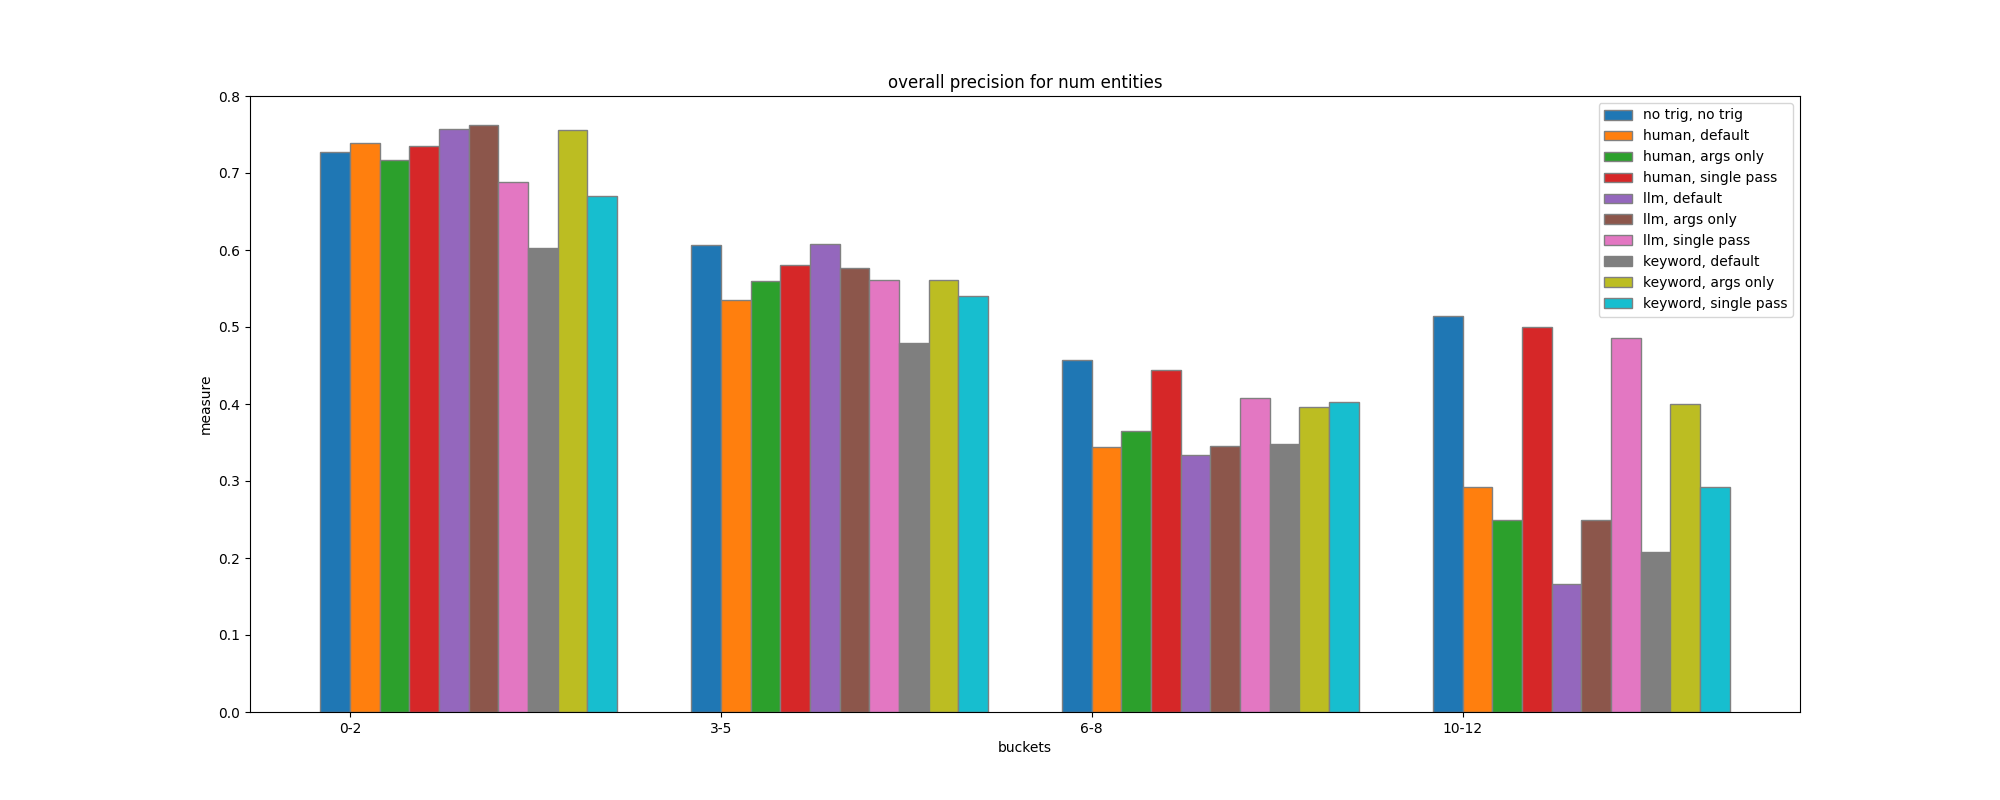 overall precision for num entities
0.8
0.7
0.6
0.5
0.4
0.3
0.2
0.1
0.0
measure
no trig, no trig
human, default
human, args only
human, single pass
llm, default
llm, args only
llm, single pass
keyword, default
keyword, args only
keyword, single pass
0-2 3-5 6-8 10-12
buckets